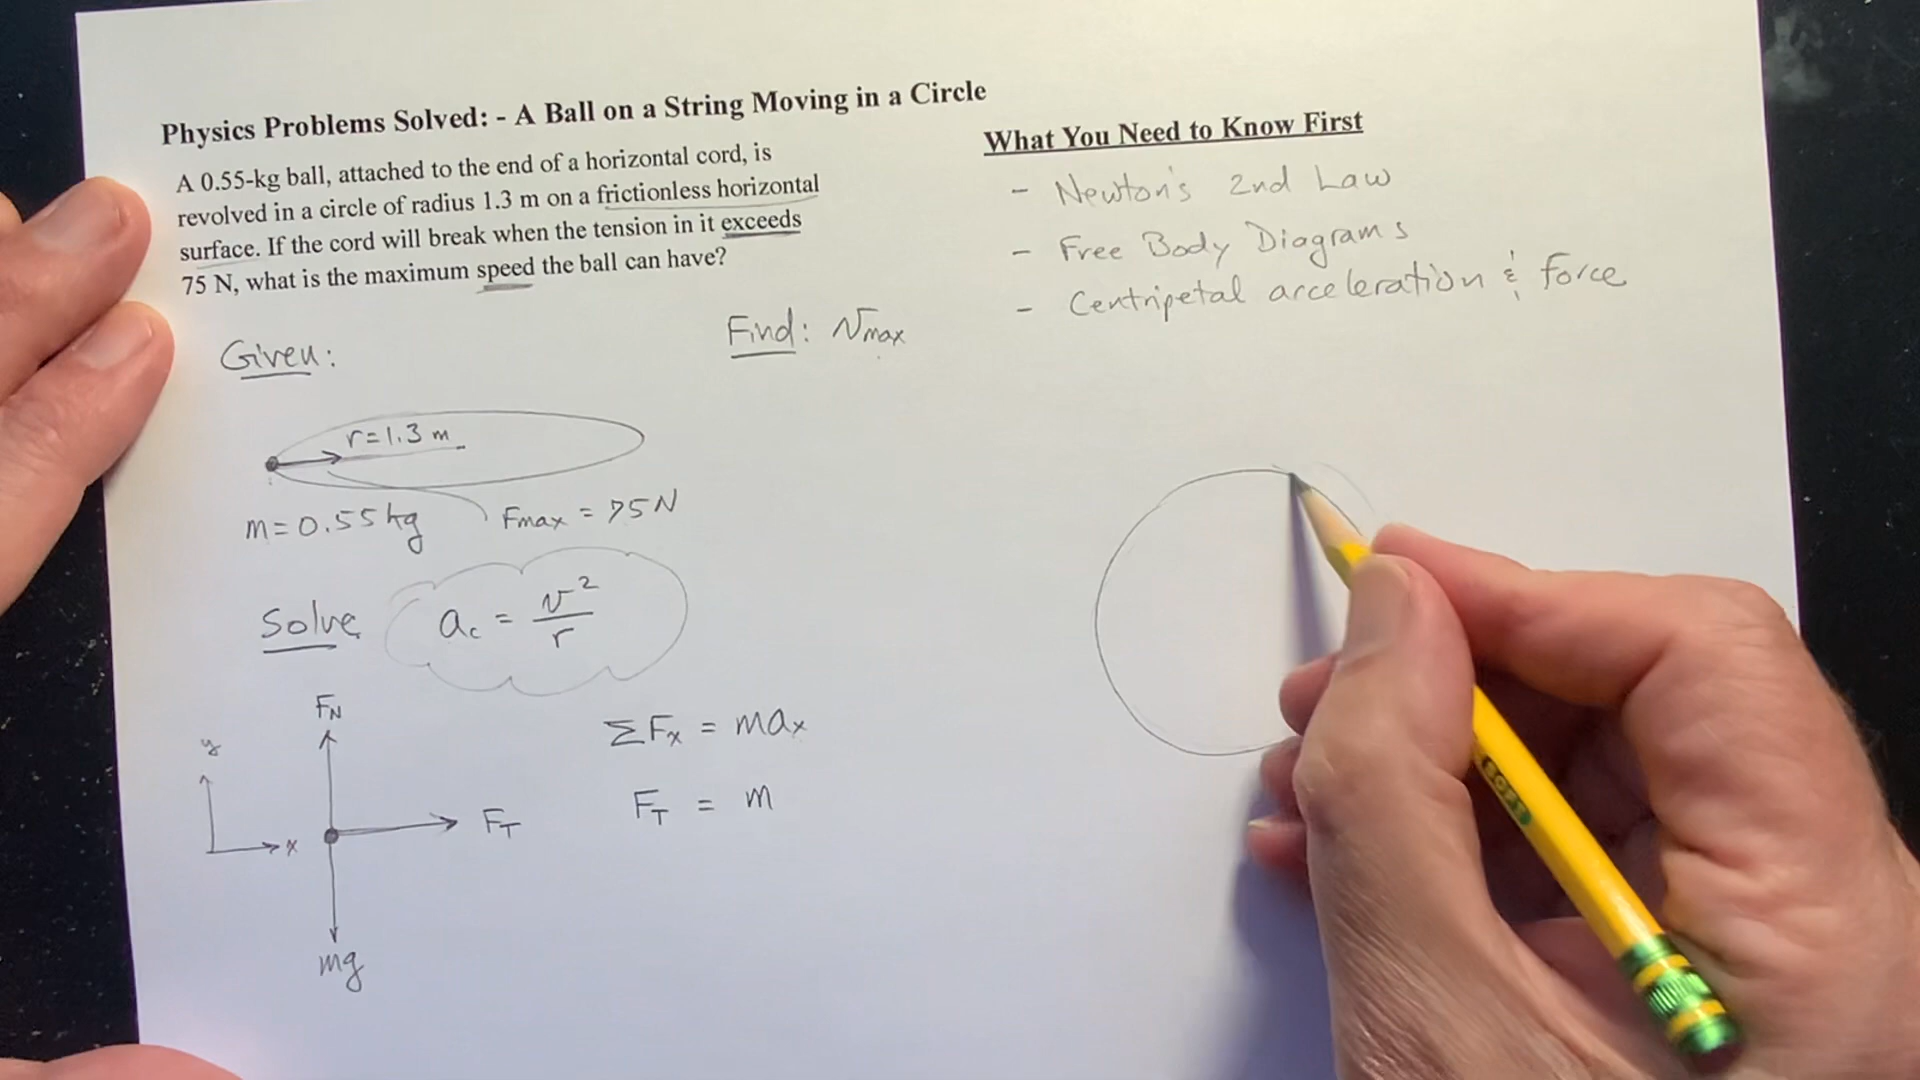 Physics Problems Solved: - A Ball on a String Moving in a Circle
A 0.55-kg ball, attached to the end of a horizontal cord, is
revolved in a circle of radius 1.3 m on a frictionless horizontal
surface. If the cord will break when the tension in it exceeds
75 N, what is the maximum speed the ball can have?
What You Need to Know First
- Newton's 2nd Law
- Free Body Diagrams
- Centripetal acceleration & force
Given:
Find: vmax
r = 1.3 m
m = 0.55 kg
Fmax = 75 N
Solve
ac = v²/r
FN
y
x
FT
mg
ΣFx = max
FT = m
SOFT